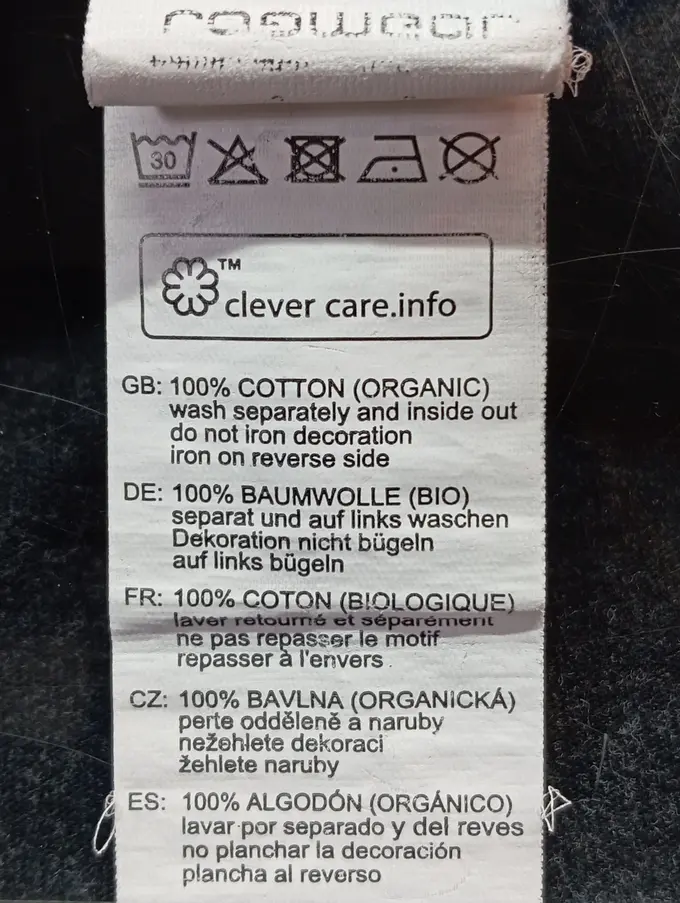 30
TM
clever care.info
GB: 100% COTTON (ORGANIC)
wash separately and inside out
do not iron decoration
iron on reverse side
DE: 100% BAUMWOLLE (BIO)
separat und auf links waschen
Dekoration nicht bügeln
auf links bügeln
FR: 100% COTON (BIOLOGIQUE)
laver retourné et séparément
ne pas repasser le motif
repasser à l'envers
CZ: 100% BAVLNA (ORGANICKÁ)
perte odděleně a naruby
nežehlete dekoraci
žehlete naruby
ES: 100% ALGODÓN (ORGÁNICO)
lavar por separado y del reves
no planchar la decoración
plancha al reverso